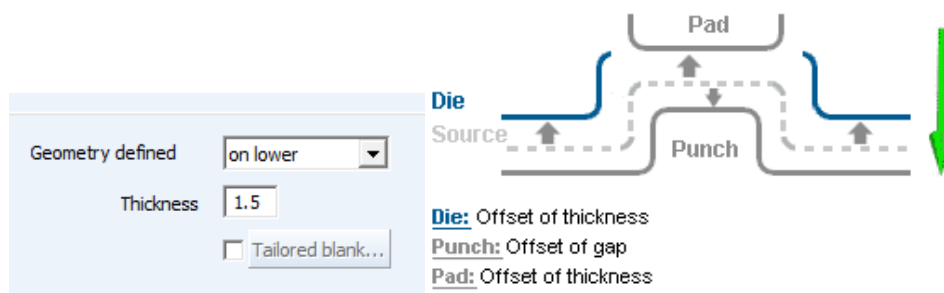 Pad
Die
Source
Punch
Geometry defined on lower
Thickness 1.5
Tailored blank...
Die: Offset of thickness
Punch: Offset of gap
Pad: Offset of thickness